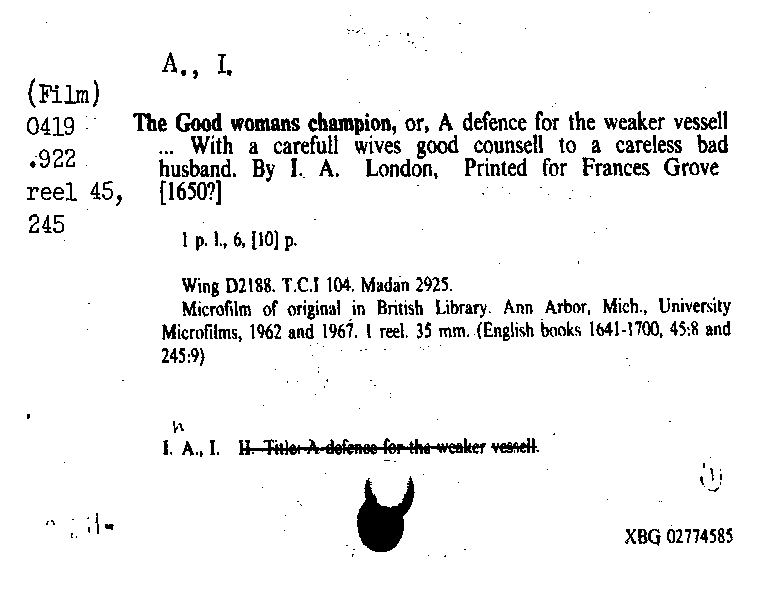 A., I.
(Film)
0419
.922
reel 45,
245
The Good womans champion, or, A defence for the weaker vessell
... With a carefull wives good counsell to a careless bad
husband. By I. A. London, Printed for Frances Grove
[1650?]
1 p. l., 6, [10] p.
Wing D2188. T.C.I 104. Madan 2925.
Microfilm of original in British Library. Ann Arbor, Mich., University
Microfilms, 1962 and 1967. 1 reel. 35 mm. (English books 1641-1700, 45:8 and
245:9)
I. A., I. II. Title: A defence for the weaker vessell.
XBG 02774585